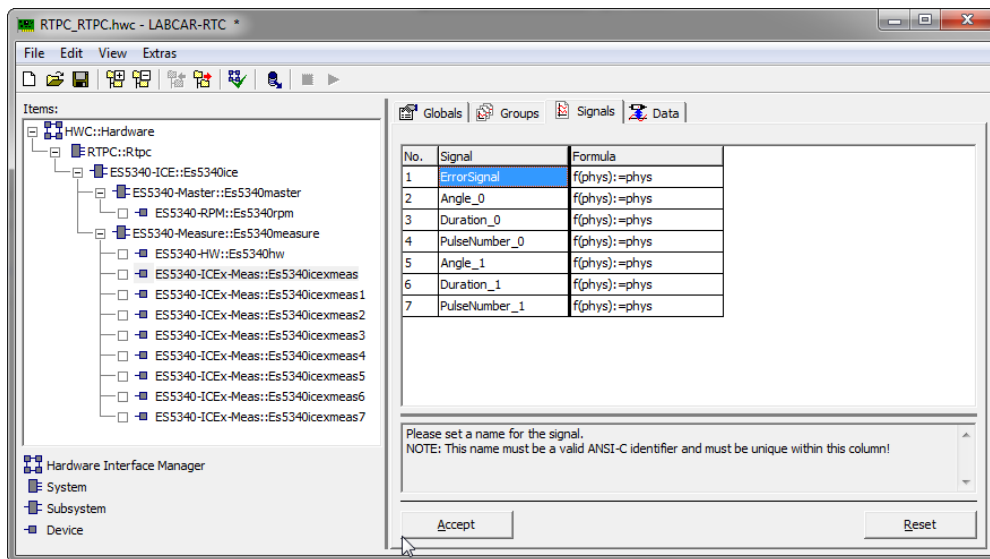 RTPC_RTPC.hwc - LABCAR-RTC *
File Edit View Extras
Items:
HWC::Hardware
RTPC::Rtpc
ES5340-ICE::Es5340ice
ES5340-Master::Es5340master
ES5340-RPM::Es5340rpm
ES5340-Measure::Es5340measure
ES5340-HW::Es5340hw
ES5340-ICEx-Meas::Es5340icexmeas
ES5340-ICEx-Meas::Es5340icexmeas1
ES5340-ICEx-Meas::Es5340icexmeas2
ES5340-ICEx-Meas::Es5340icexmeas3
ES5340-ICEx-Meas::Es5340icexmeas4
ES5340-ICEx-Meas::Es5340icexmeas5
ES5340-ICEx-Meas::Es5340icexmeas6
ES5340-ICEx-Meas::Es5340icexmeas7
Hardware Interface Manager
System
Subsystem
Device
Globals Groups Signals Data
No. Signal Formula
1 ErrorSignal f(phys):=phys
2 Angle_0 f(phys):=phys
3 Duration_0 f(phys):=phys
4 PulseNumber_0 f(phys):=phys
5 Angle_1 f(phys):=phys
6 Duration_1 f(phys):=phys
7 PulseNumber_1 f(phys):=phys
Please set a name for the signal.
NOTE: This name must be a valid ANSI-C identifier and must be unique within this column!
Accept Reset